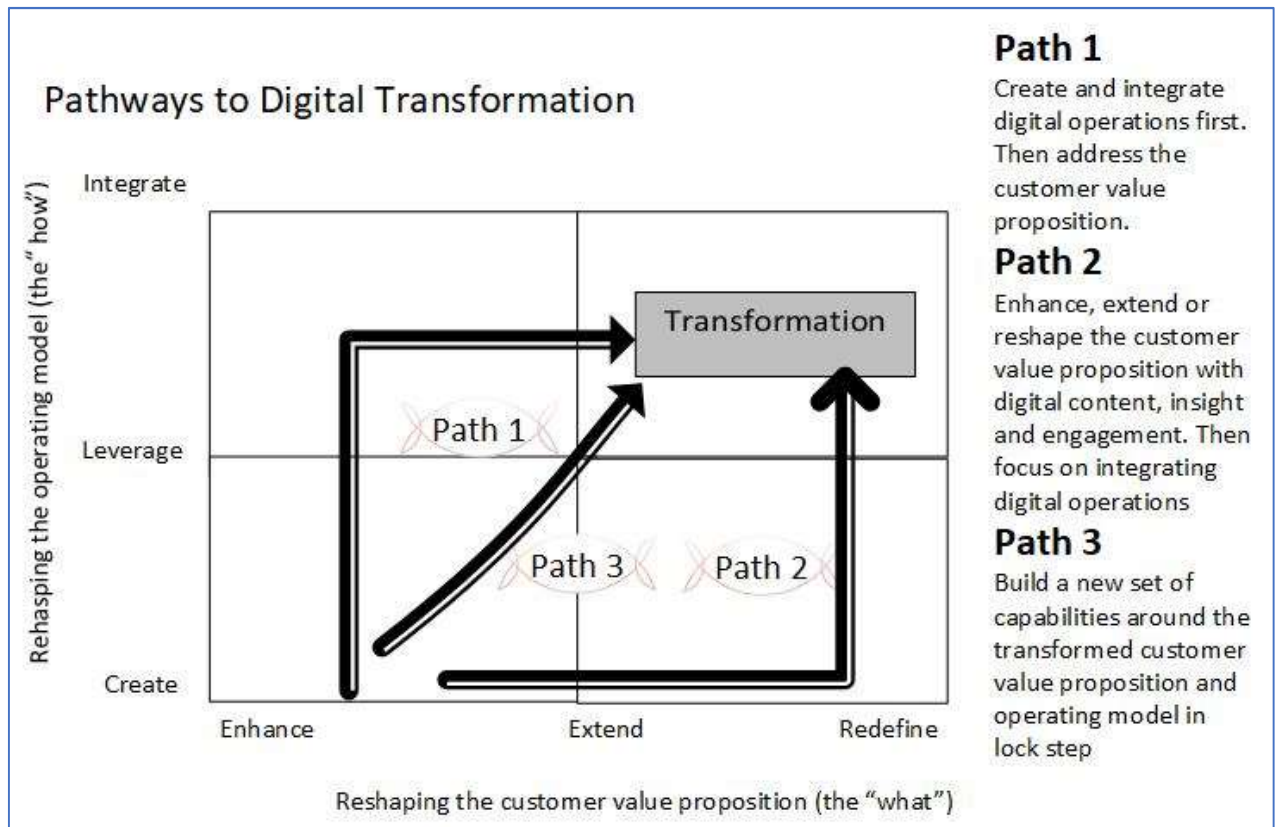 Pathways to Digital Transformation
Rehasping the operating model (the“ how”)
Integrate
Leverage
Create
Transformation
Path 1
Path 3
Path 2
Enhance
Extend
Redefine
Reshaping the customer value proposition (the “what”)
Path 1
Create and integrate
digital operations first.
Then address the
customer value
proposition.
Path 2
Enhance, extend or
reshape the customer
value proposition with
digital content, insight
and engagement. Then
focus on integrating
digital operations
Path 3
Build a new set of
capabilities around the
transformed customer
value proposition and
operating model in
lock step